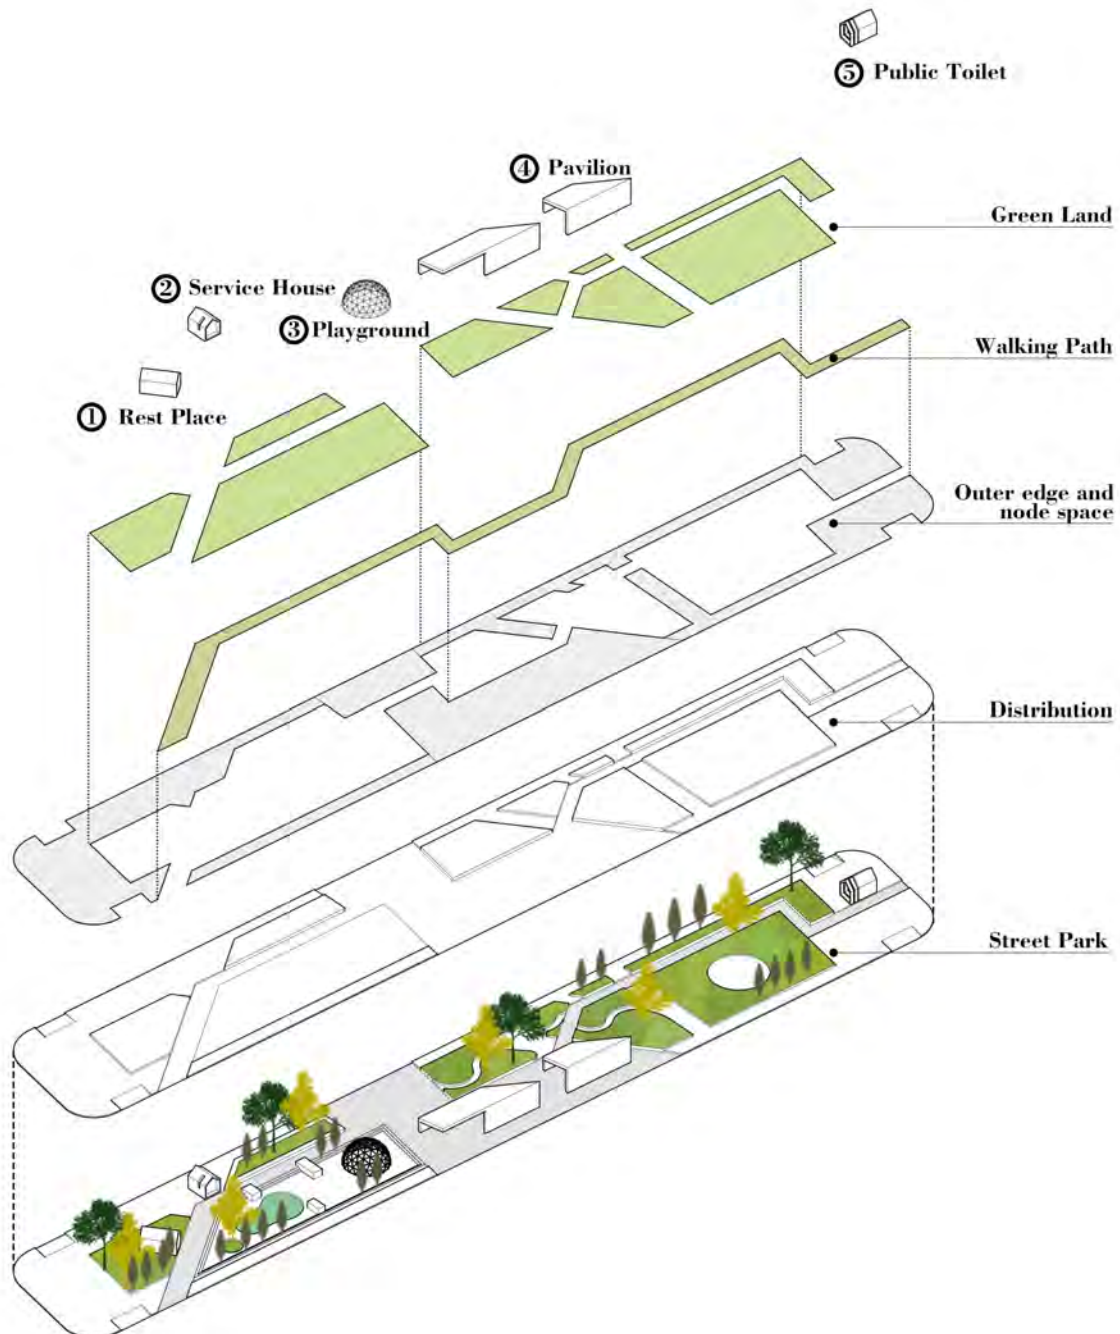 ⑤ Public Toilet
④ Pavilion
Green Land
② Service House
③ Playground
Walking Path
① Rest Place
Outer edge and
node space
Distribution
Street Park